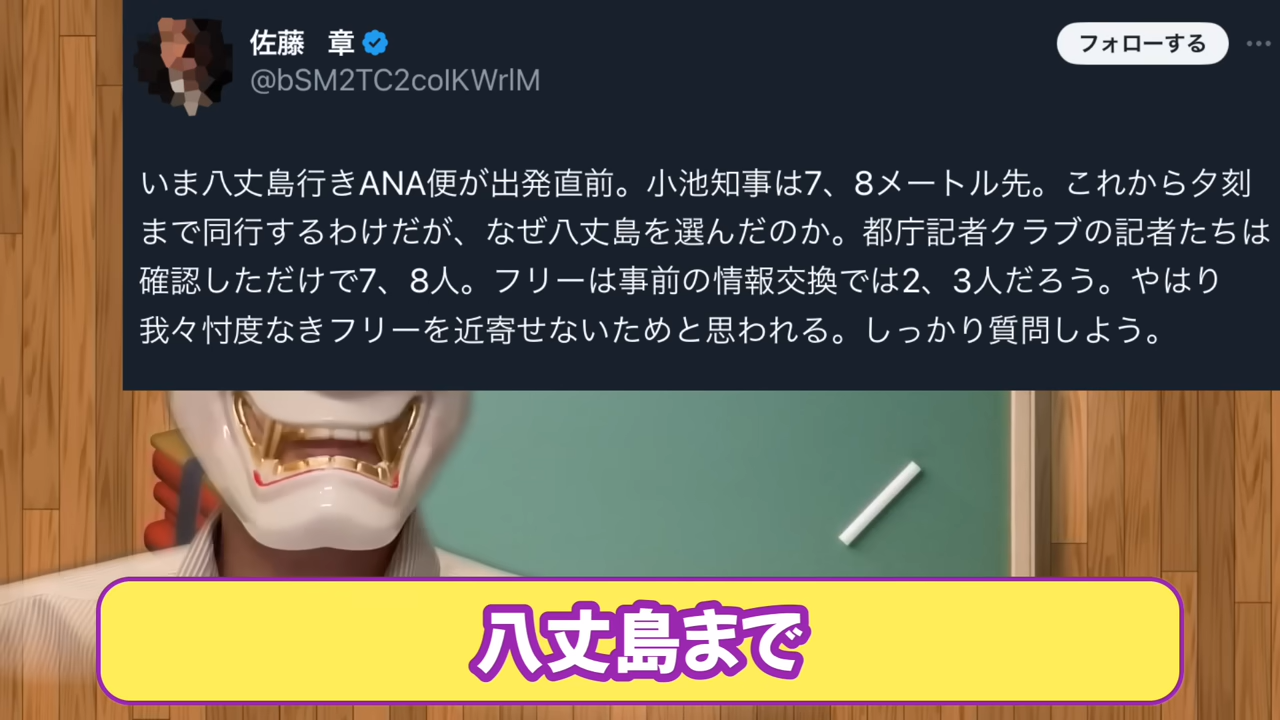 佐藤 章
@bSM2TC2colKWrlM
フォローする
いま八丈島行きANA便が出発直前。小池知事は7、8メートル先。これから夕刻
まで同行するわけだが、なぜ八丈島を選んだのか。都庁記者クラブの記者たちは
確認しただけで7、8人。フリーは事前の情報交換では2、3人だろう。やはり
我々忖度なきフリーを近寄せないためと思われる。しっかり質問しよう。
八丈島まで